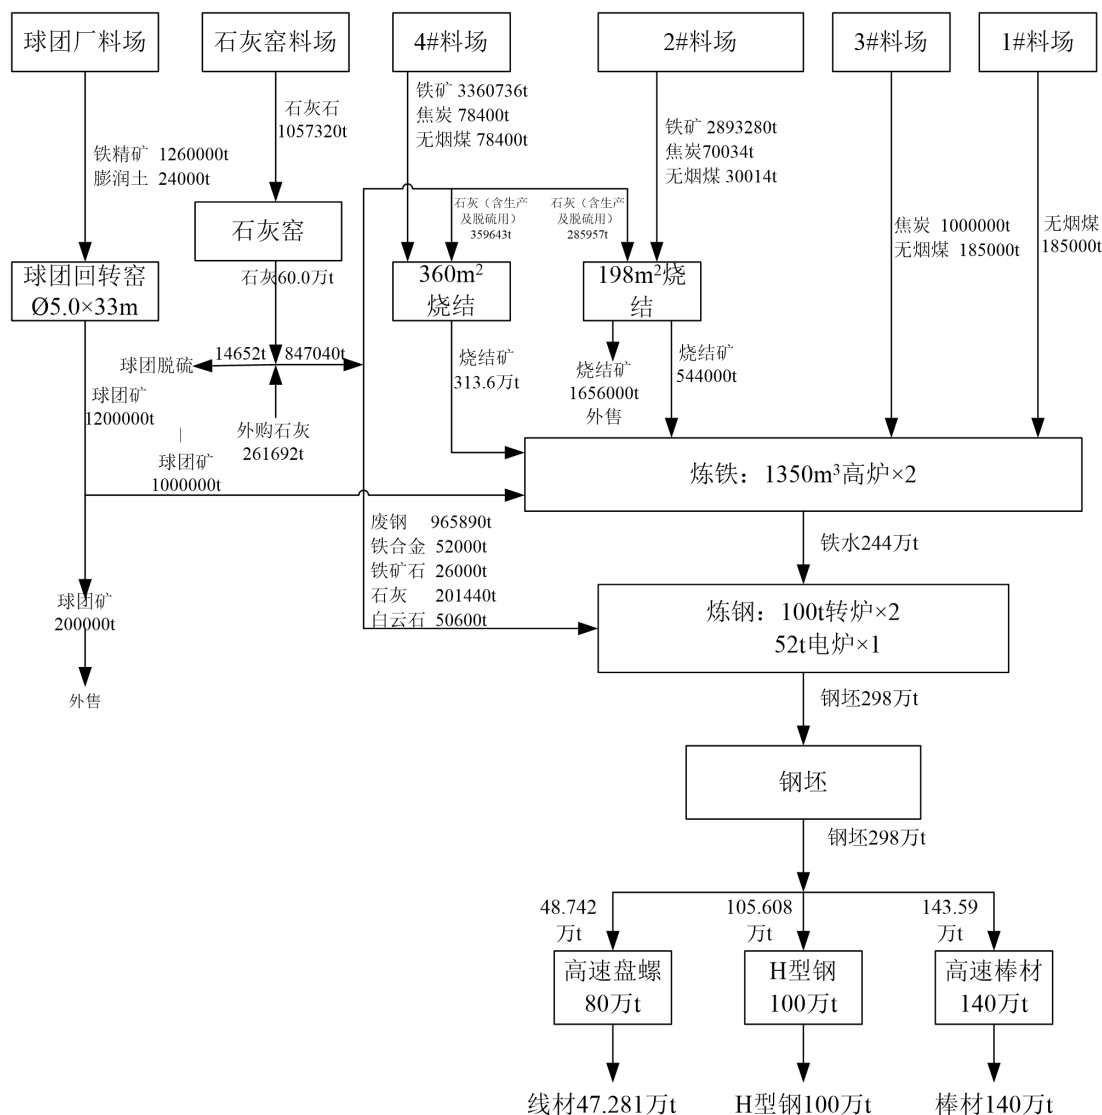 球团厂料场
石灰窑料场
4#料场
2#料场
3#料场
1#料场
铁精矿 1260000t
膨润土 24000t
石灰石
1057320t
铁矿 3360736t
焦炭 78400t
无烟煤 78400t
铁矿 2893280t
焦炭70034t
无烟煤 30014t
焦炭 1000000t
无烟煤 185000t
无烟煤
185000t
石灰窑
石灰（含生产
及脱硫用）
359643t
石灰（含生产
及脱硫用）
285957t
球团回转窑
Ø5.0×33m
石灰60.0万t
360m²
烧结
198m²烧
结
球团脱硫
14652t
847040t
外购石灰
261692t
球团矿
1200000t
球团矿
1000000t
烧结矿
313.6万t
烧结矿
1656000t
外售
烧结矿
544000t
炼铁：1350m³高炉×2
废钢 965890t
铁合金 52000t
铁矿石 26000t
石灰 201440t
白云石 50600t
铁水244万t
球团矿
200000t
外售
炼钢：100t转炉×2
52t电炉×1
钢坯298万t
钢坯
钢坯298万t
48.742
万t
105.608
万t
143.59
万t
高速盘螺
80万t
H型钢
100万t
高速棒材
140万t
线材47.281万t
H型钢100万t
棒材140万t